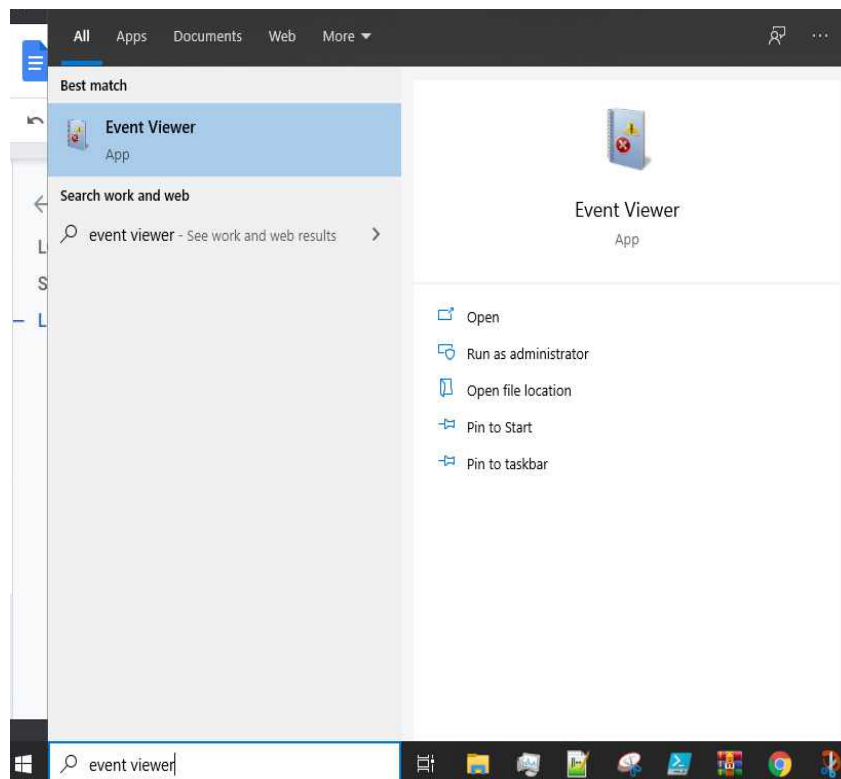 All Apps Documents Web More
Best match
Event Viewer
App
Search work and web
event viewer - See work and web results
Event Viewer
App
Open
Run as administrator
Open file location
Pin to Start
Pin to taskbar
L
S
L
event viewer